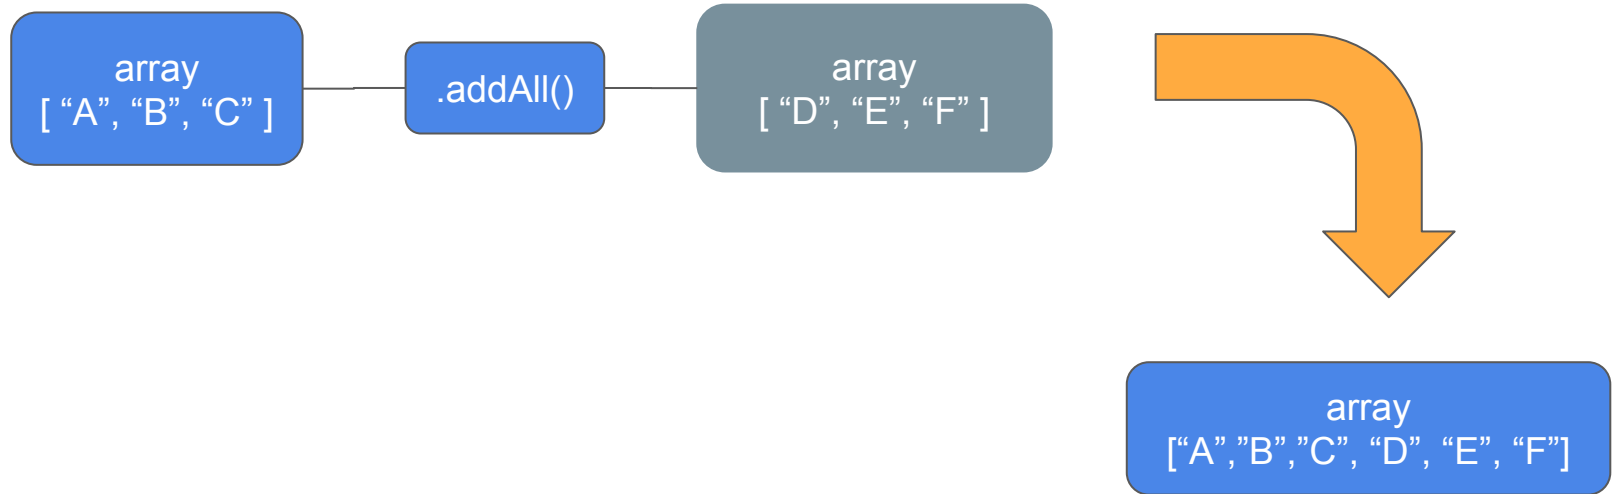 array
[ “A”, “B”, “C” ]
.addAll()
array
[ “D”, “E”, “F” ]
array
[“A”,”B”,”C”, “D”, “E”, “F”]